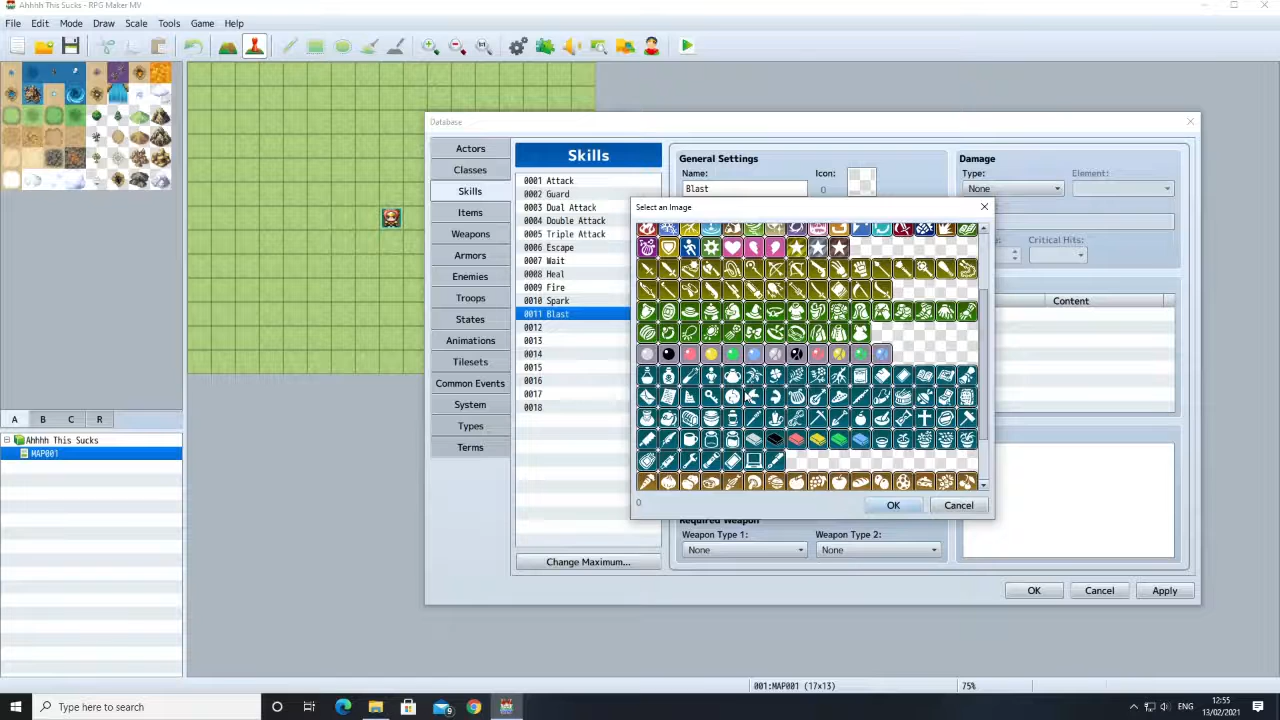 Ahhhh This Sucks - RPG Maker MV
File Edit Mode Draw Scale Tools Game Help
Database
Actors
Classes
Skills
Items
Weapons
Armors
Enemies
Troops
States
Animations
Tilesets
Common Events
System
Types
Terms
Skills
0001 Attack
0002 Guard
0003 Dual Attack
0004 Double Attack
0005 Triple Attack
0006 Escape
0007 Wait
0008 Heal
0009 Fire
0010 Spark
0011 Blast
0012
0013
0014
0015
0016
0017
0018
Change Maximum...
General Settings
Name:
Icon:
Blast
0
Damage
Type:
Element:
None
Critical Hits:
Content
Select an Image
0
OK
Cancel
Required Weapon
Weapon Type 1:
Weapon Type 2:
None
None
OK
Cancel
Apply
A B C R
Ahhhh This Sucks
MAP001
001:MAP001 (17x13)
75%
Type here to search
9
ENG
12:55
13/02/2021